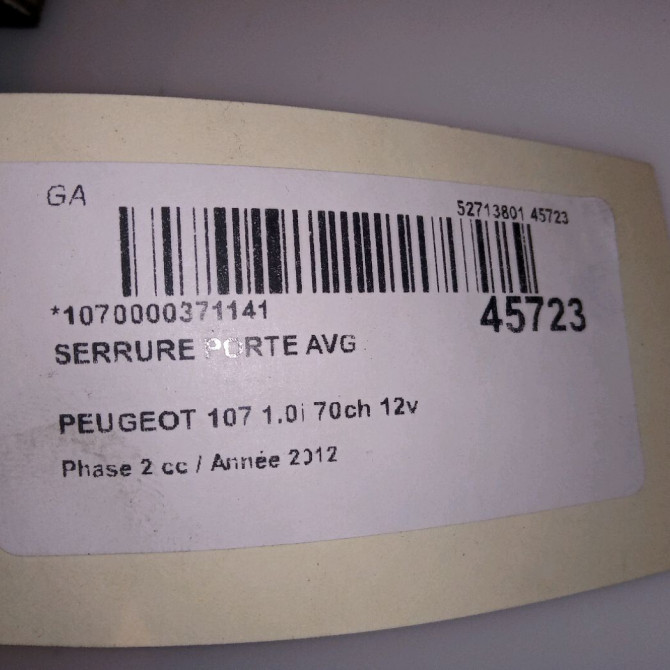 GA
52713801 45723
*1070000371141
45723
SERRURE PORTE AVG
PEUGEOT 107 1.0i 70ch 12v
Phase 2 cc / Année 2012